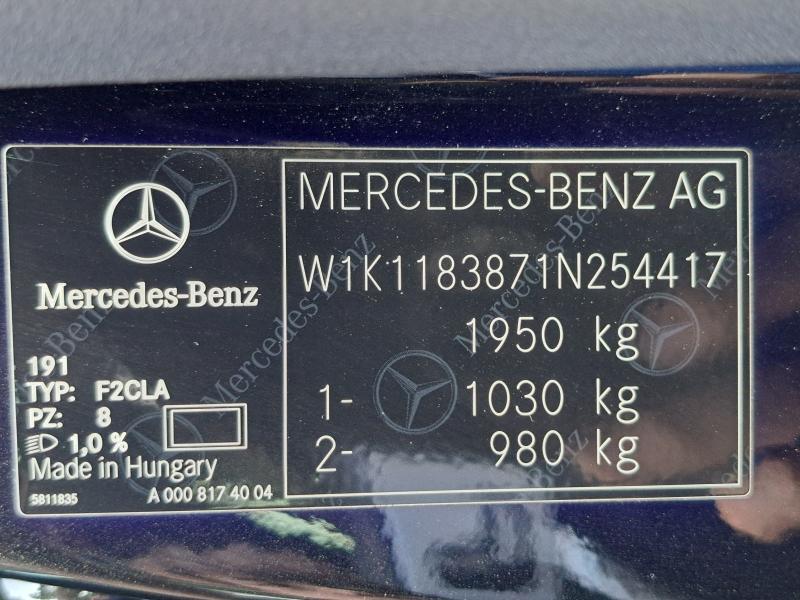 Mercedes-Benz
191
TYP: F2CLA
PZ: 8
1,0 %
Made in Hungary
5811835 A 000 817 40 04
MERCEDES-BENZ AG
W1K1183871N254417
1950 kg
1- 1030 kg
2- 980 kg